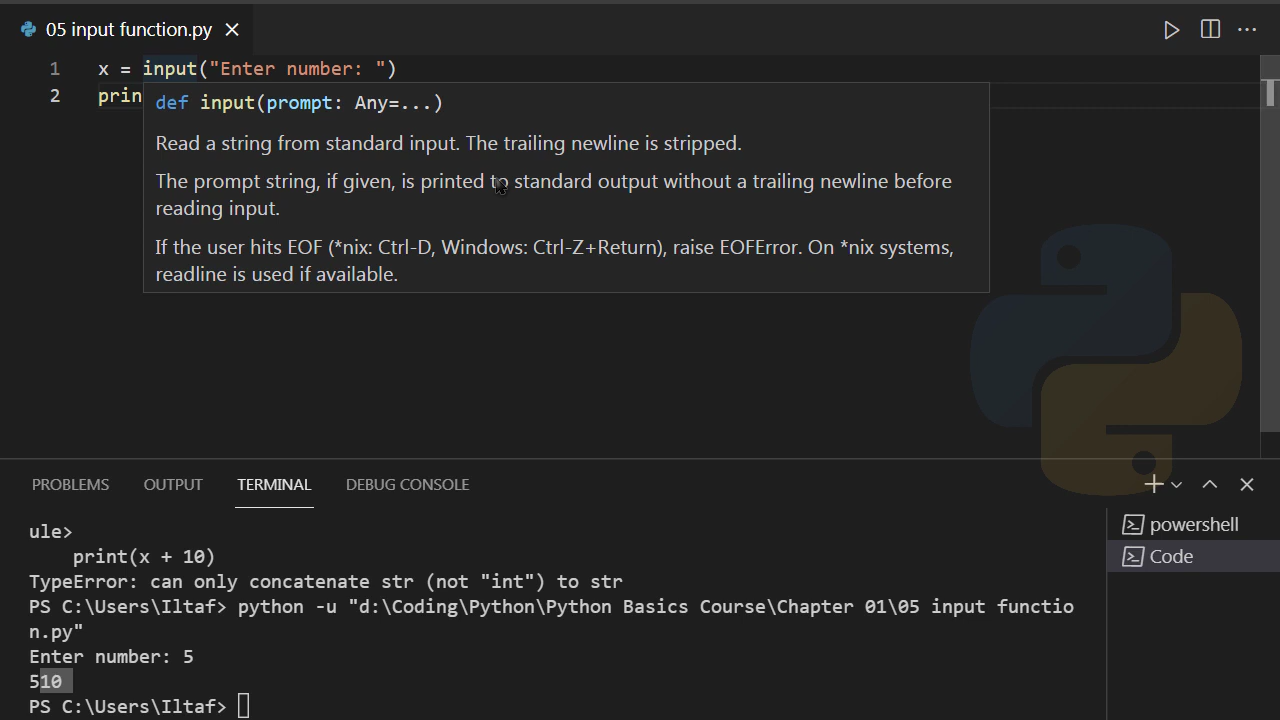 05 input function.py
1 x = input("Enter number: ")
2 prin
def input(prompt: Any=...)
Read a string from standard input. The trailing newline is stripped.
The prompt string, if given, is printed to standard output without a trailing newline before
reading input.
If the user hits EOF (*nix: Ctrl-D, Windows: Ctrl-Z+Return), raise EOFError. On *nix systems,
readline is used if available.
PROBLEMS OUTPUT TERMINAL DEBUG CONSOLE
ule>
    print(x + 10)
TypeError: can only concatenate str (not "int") to str
PS C:\Users\Iltaf> python -u "d:\Coding\Python\Python Basics Course\Chapter 01\05 input functio
n.py"
Enter number: 5
510
PS C:\Users\Iltaf>
powershell
Code